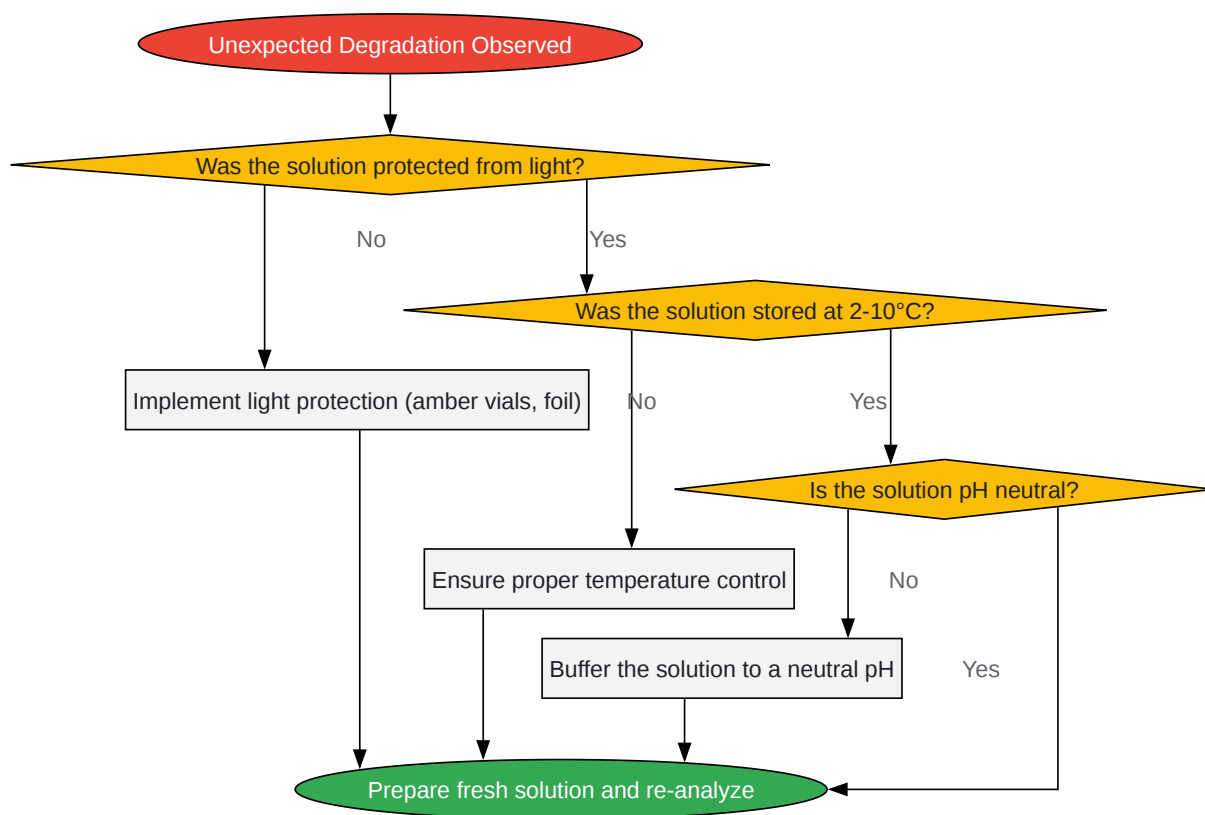 Unexpected Degradation Observed
Was the solution protected from light?
No
Yes
Was the solution stored at 2-10°C?
Implement light protection (amber vials, foil)
No
Yes
Is the solution pH neutral?
Ensure proper temperature control
No
Buffer the solution to a neutral pH
Yes
Prepare fresh solution and re-analyze